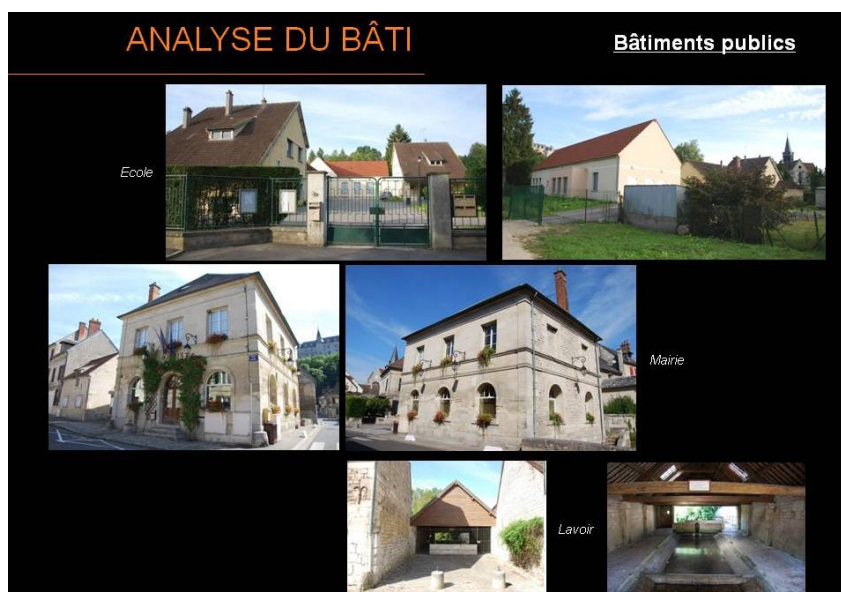 ANALYSE DU BÂTI
Bâtiments publics
Ecole
Mairie
Lavoir